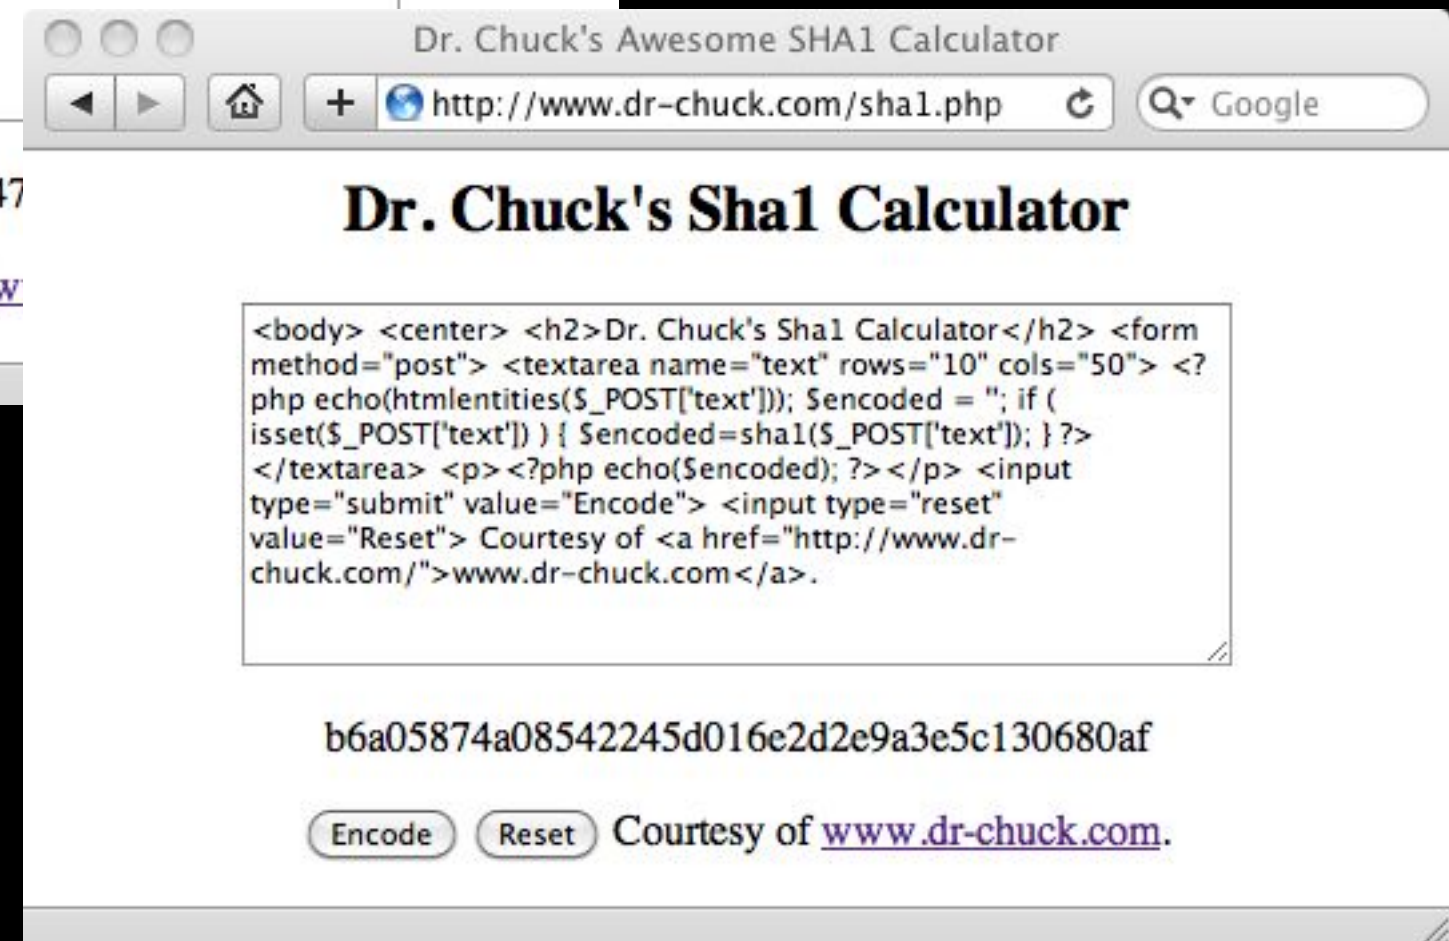 Dr. Chuck's Awesome SHA1 Calculator
http://www.dr-chuck.com/sha1.php
Google
47
w
Dr. Chuck's Sha1 Calculator
<body> <center> <h2>Dr. Chuck's Sha1 Calculator</h2> <form
method="post"> <textarea name="text" rows="10" cols="50"> <?
php echo(htmlentities($_POST['text'])); $encoded = ''; if (
isset($_POST['text']) ) { $encoded=sha1($_POST['text']); } ?>
</textarea> <p><?php echo($encoded); ?></p> <input
type="submit" value="Encode"> <input type="reset"
value="Reset"> Courtesy of <a href="http://www.dr-
chuck.com/">www.dr-chuck.com</a>.
b6a05874a08542245d016e2d2e9a3e5c130680af
Encode Reset Courtesy of www.dr-chuck.com.